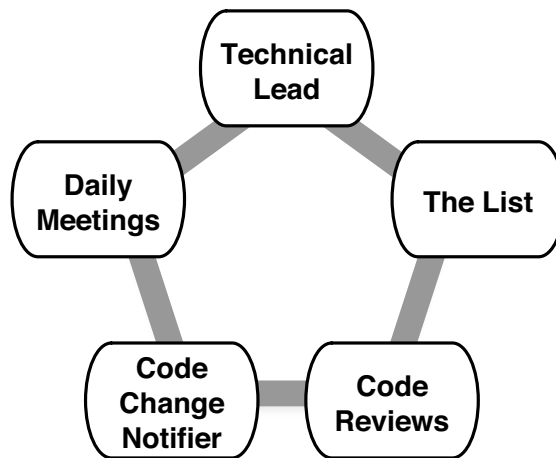 Technical
Lead
Daily
Meetings
The List
Code
Change
Notifier
Code
Reviews